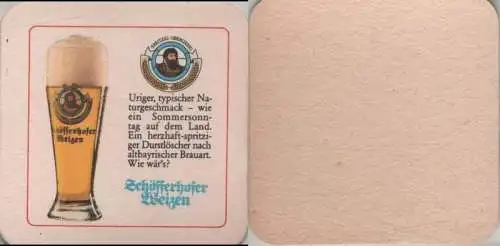 Uriger, typischer Na-
turgeschmack – wie
ein Sommersonn-
tag auf dem Land.
Ein herzhaft-spritzi-
ger Durstlöscher nach
althayrischer Brauart.
Wie wär's?
Schöfferhofer
Weizen
Schöfferhofer
Weizen